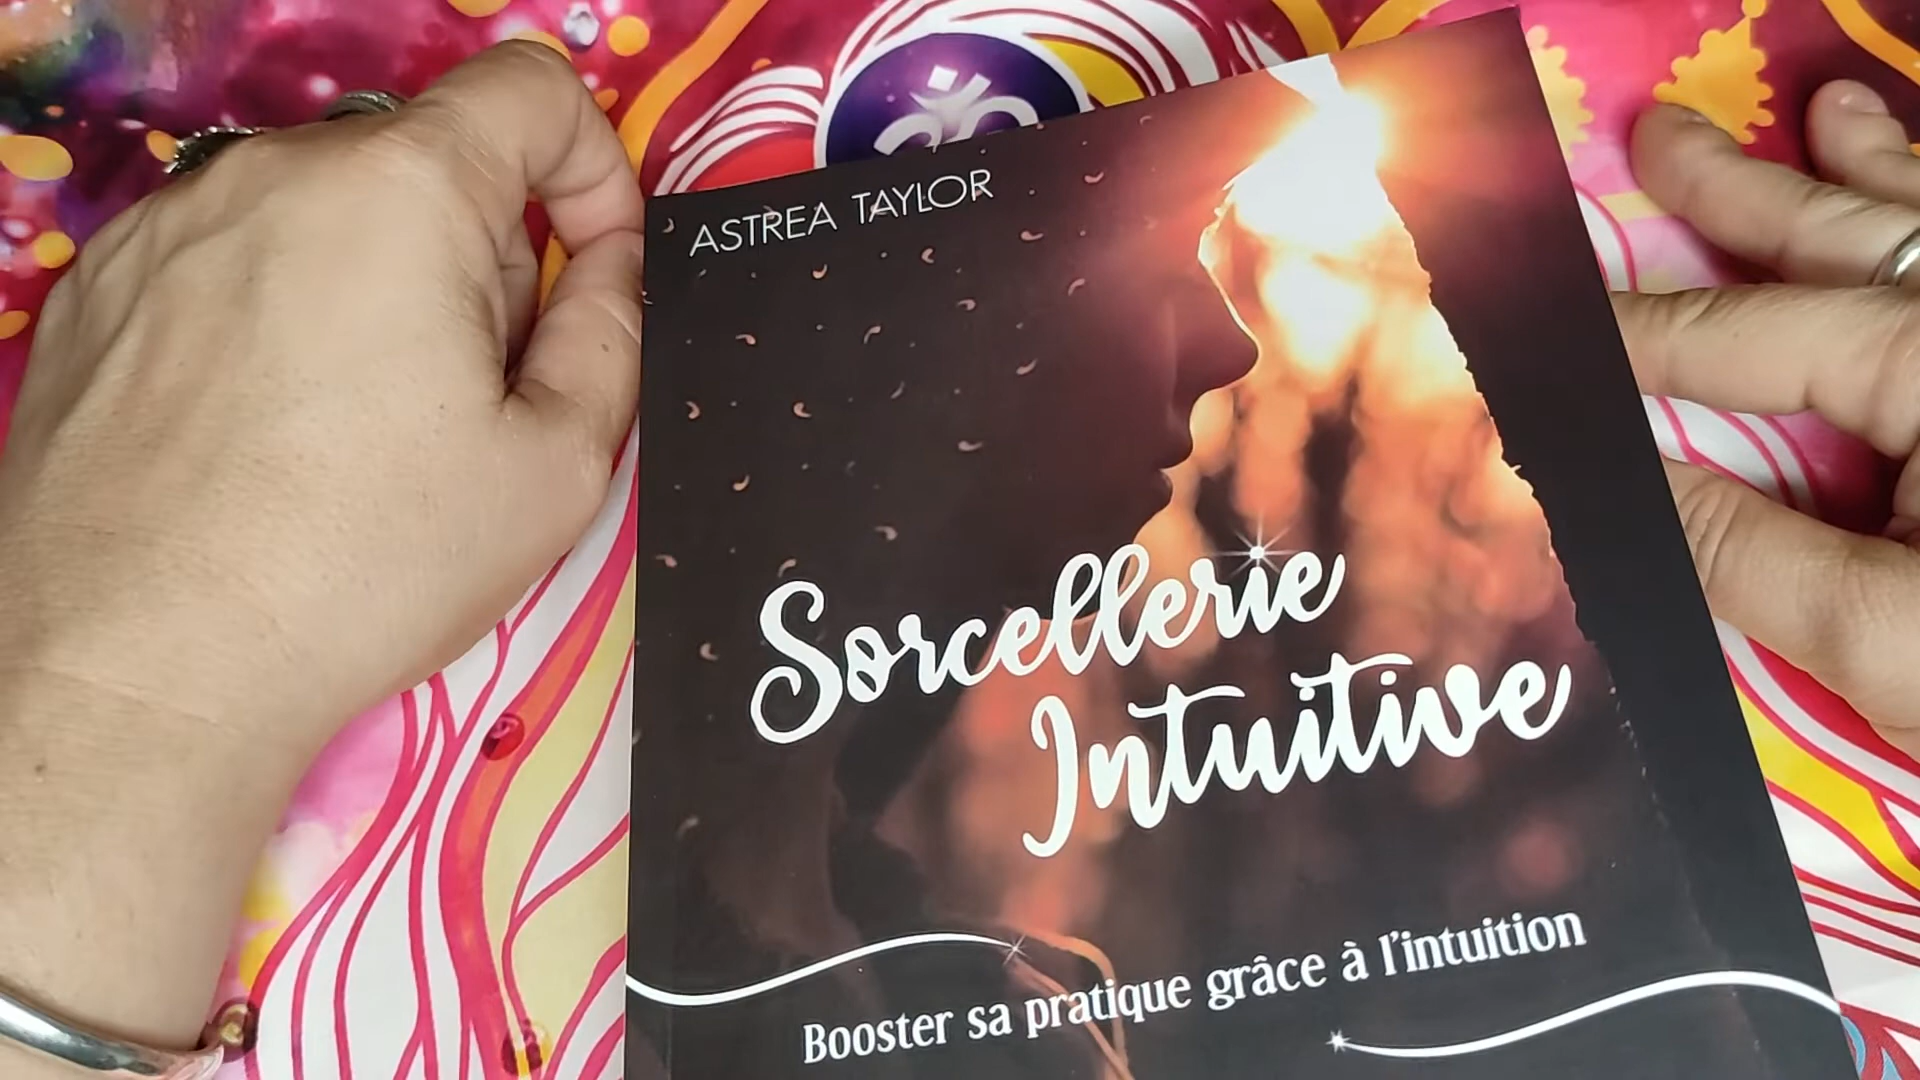 ASTREA TAYLOR
Sorcellerie
Intuitive
Booster sa pratique grâce à l'intuition